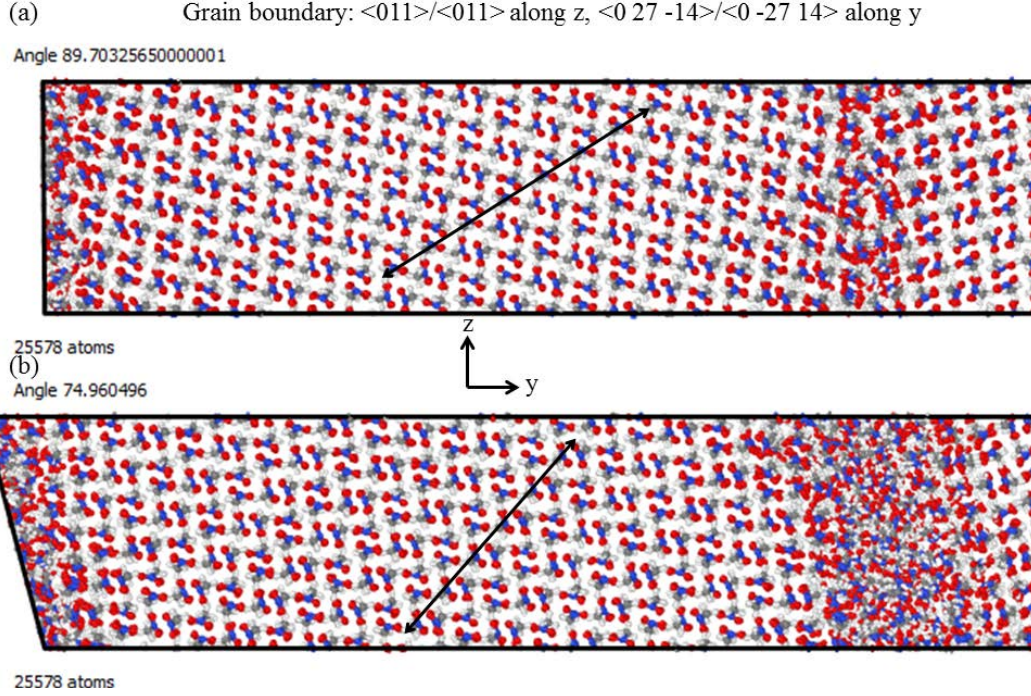 (a) Grain boundary: <011>/<011> along z, <0 27 -14>/<0 -27 14> along y
Angle 89.70325650000001
25578 atoms
z
y
(b)
Angle 74.960496
25578 atoms